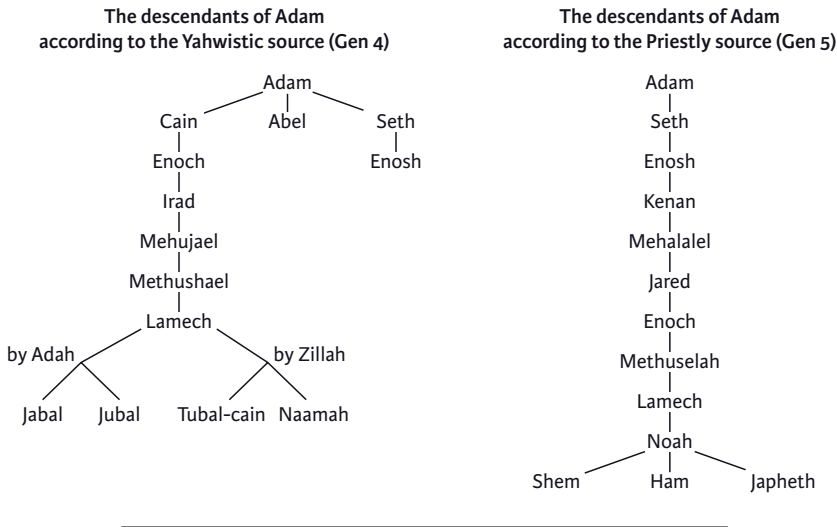 The descendants of Adam
according to the Yahwistic source (Gen 4)
Adam
Cain Abel Seth
Enoch Enosh
Irad
Mehujael
Methushael
Lamech
by Adah by Zillah
Jabal Jubal Tubal-cain Naamah
The descendants of Adam
according to the Priestly source (Gen 5)
Adam
Seth
Enosh
Kenan
Mehalalel
Jared
Enoch
Methuselah
Lamech
Noah
Shem Ham Japheth